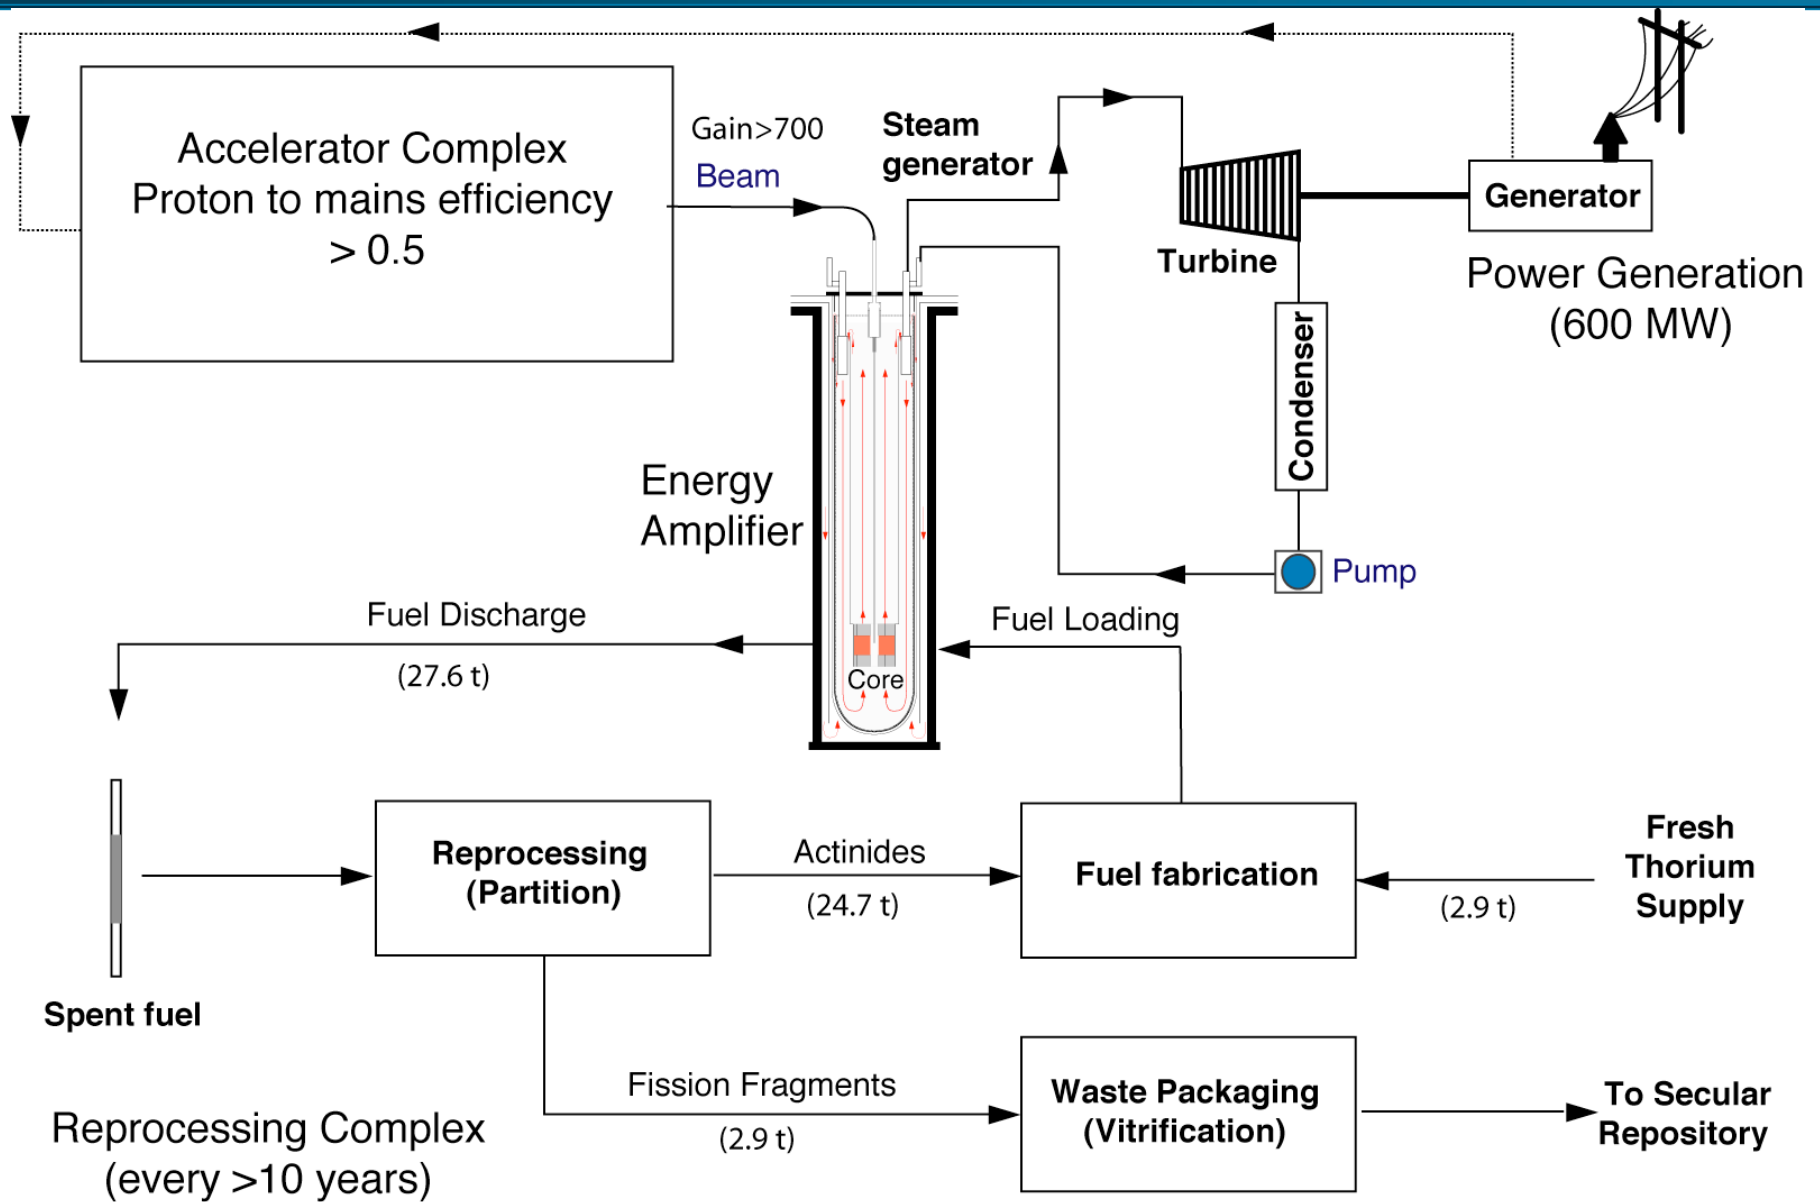 Accelerator Complex
Proton to mains efficiency
> 0.5
Gain>700
Beam
Steam
generator
Turbine
Generator
Power Generation
(600 MW)
Condenser
Pump
Energy
Amplifier
Core
Fuel Discharge
(27.6 t)
Fuel Loading
Spent fuel
Reprocessing
(Partition)
Actinides
(24.7 t)
Fuel fabrication
(2.9 t)
Fresh
Thorium
Supply
Fission Fragments
(2.9 t)
Waste Packaging
(Vitrification)
To Secular
Repository
Reprocessing Complex
(every >10 years)